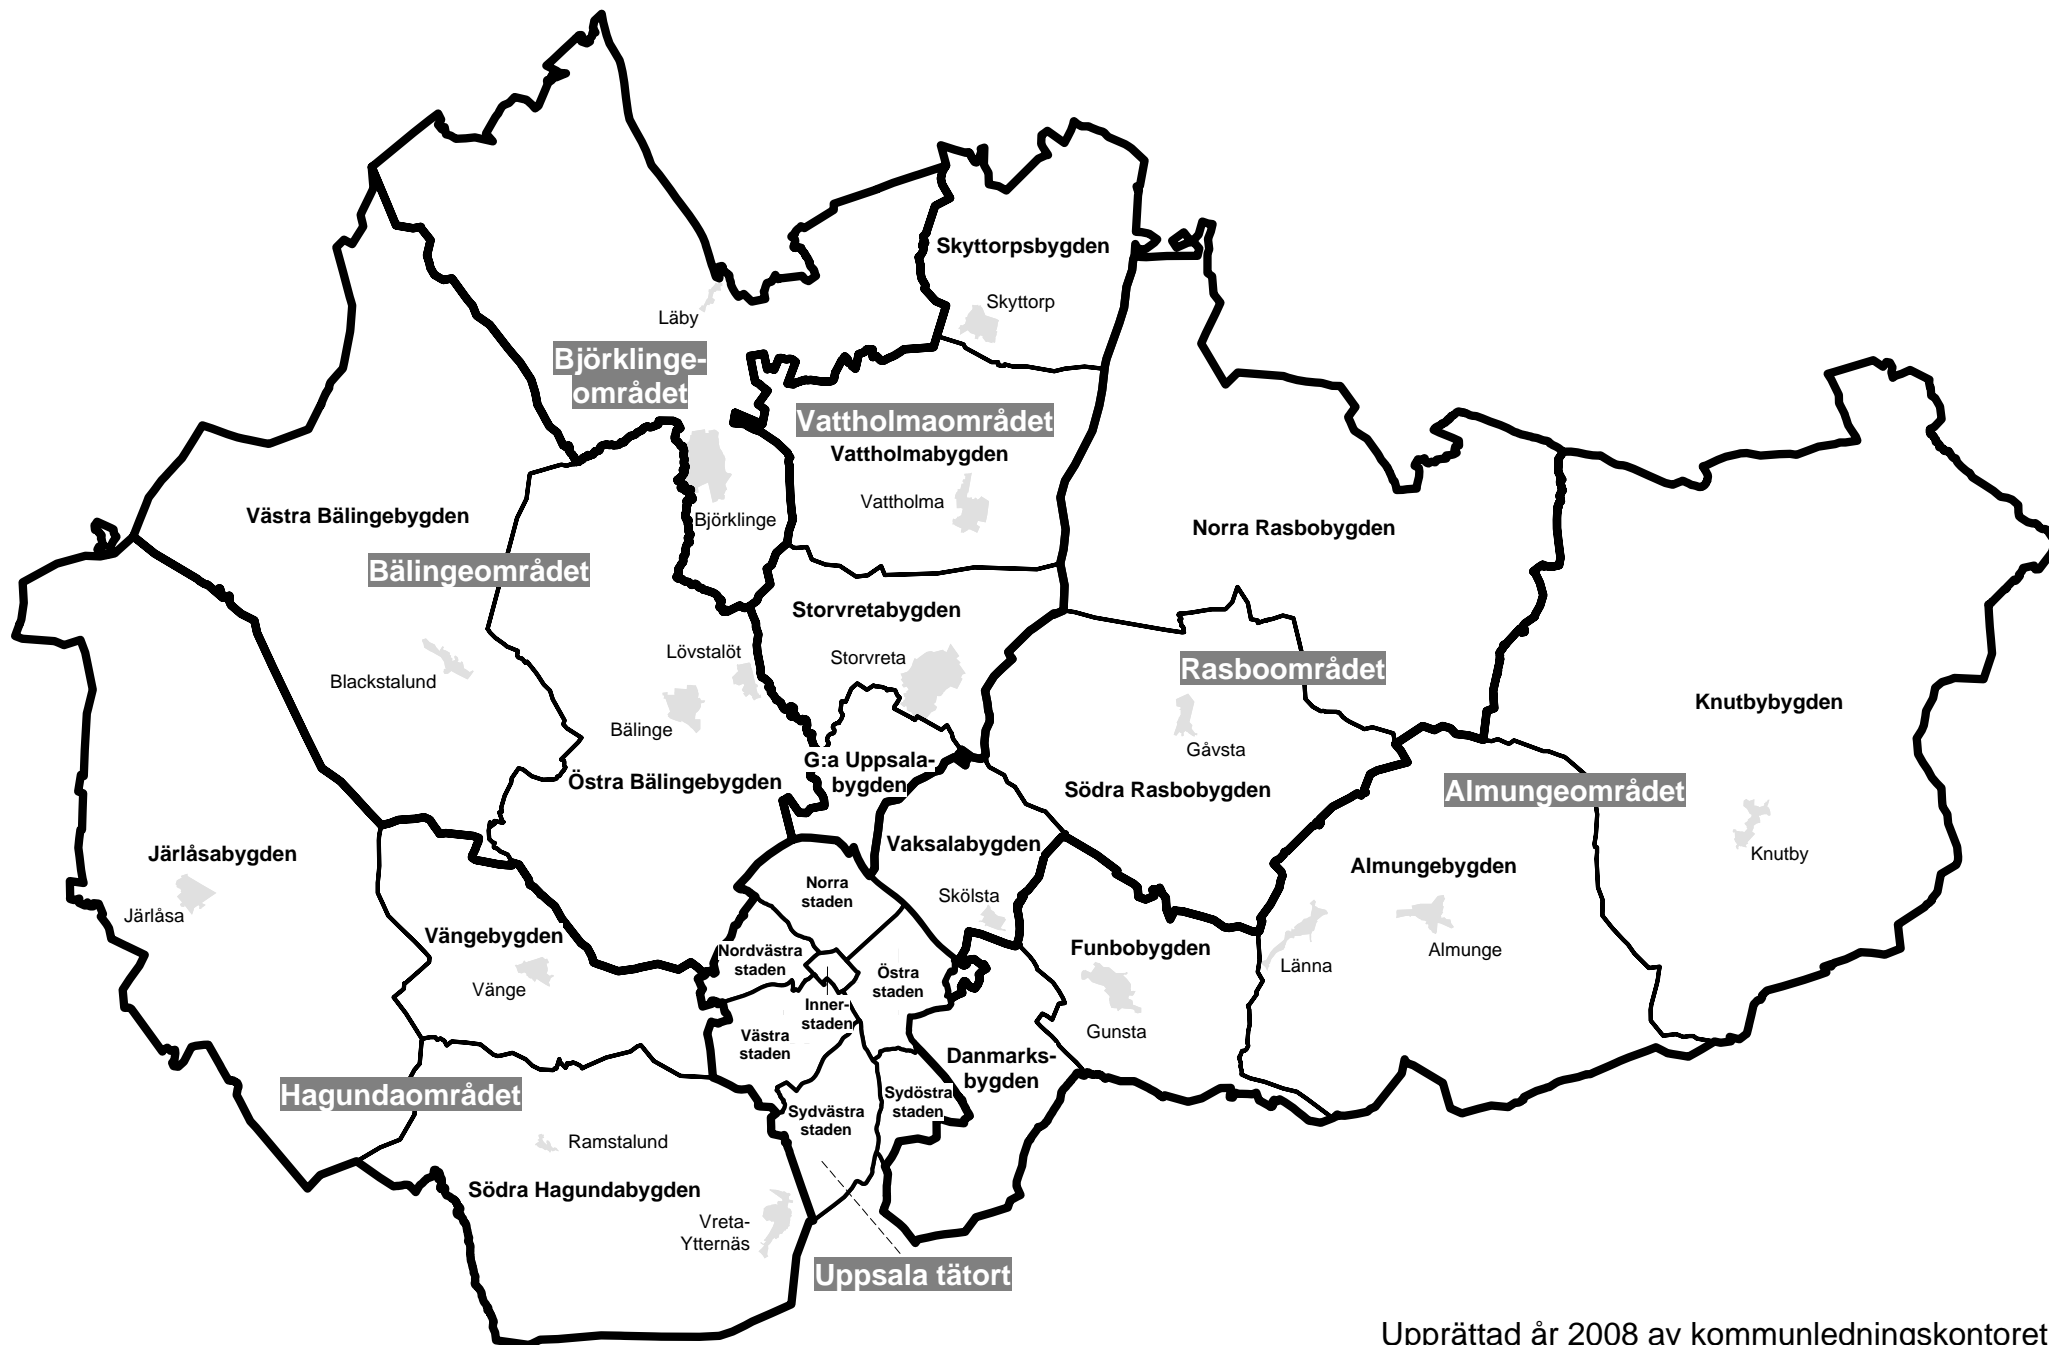 Skyttorpsbygden
Skyttorp
Läby
Björklinge-
området
Vattholmaområdet
Vattholmabygden
Vattholma
Björklinge
Västra Bälingebygden
Bälingeområdet
Norra Rasbobygden
Storvretabygden
Storvreta
Lövstalöt
Blackstalund
Bälinge
Rasboområdet
Gåvsta
Knutbybygden
G:a Uppsala-
bygden
Östra Bälingebygden
Södra Rasbobygden
Almungeområdet
Järlåsabygden
Järlåsa
Vaksalabygden
Skölsta
Almungebygden
Knutby
Norra
staden
Vängebygden
Vänge
Nordvästra
staden
Östra
staden
Funbobygden
Gunsta
Länna
Almunge
Inner-
staden
Västra
staden
Danmarks-
bygden
Hagundaområdet
Sydöstra
staden
Sydvästra
staden
Ramstalund
Södra Hagundabygden
Vreta-
Ytternäs
Uppsala tätort
Upprättad år 2008 av kommunledningskontoret